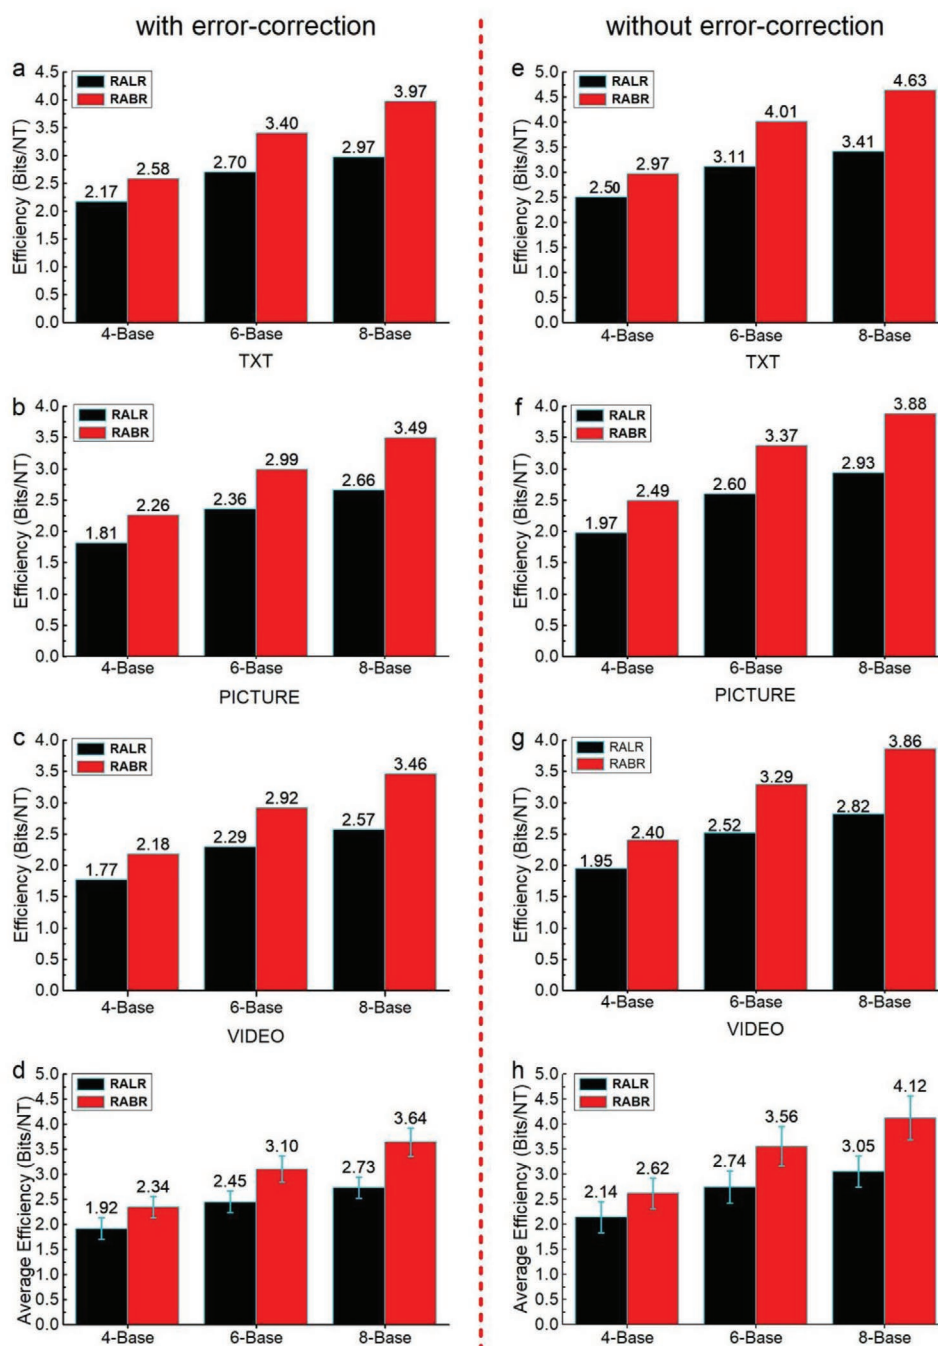 with error-correction
without error-correction
a
RALR
RABR
Efficiency (Bits/NT)
4.5
4.0
3.5
3.0
2.5
2.0
1.5
1.0
0.5
0.0
2.17
2.58
2.70
3.40
2.97
3.97
4-Base
6-Base
8-Base
TXT
e
RALR
RABR
Efficiency (Bits/NT)
5.0
4.5
4.0
3.5
3.0
2.5
2.0
1.5
1.0
0.5
0.0
2.50
2.97
3.11
4.01
3.41
4.63
4-Base
6-Base
8-Base
TXT
b
RALR
RABR
Efficiency (Bits/NT)
4.0
3.5
3.0
2.5
2.0
1.5
1.0
0.5
0.0
1.81
2.26
2.36
2.99
2.66
3.49
4-Base
6-Base
8-Base
PICTURE
f
RALR
RABR
Efficiency (Bits/NT)
4.0
3.5
3.0
2.5
2.0
1.5
1.0
0.5
0.0
1.97
2.49
2.60
3.37
2.93
3.88
4-Base
6-Base
8-Base
PICTURE
c
RALR
RABR
Efficiency (Bits/NT)
4.0
3.5
3.0
2.5
2.0
1.5
1.0
0.5
0.0
1.77
2.18
2.29
2.92
2.57
3.46
4-Base
6-Base
8-Base
VIDEO
g
RALR
RABR
Efficiency (Bits/NT)
4.0
3.5
3.0
2.5
2.0
1.5
1.0
0.5
0.0
1.95
2.40
2.52
3.29
2.82
3.86
4-Base
6-Base
8-Base
VIDEO
d
RALR
RABR
Average Efficiency (Bits/NT)
5.0
4.5
4.0
3.5
3.0
2.5
2.0
1.5
1.0
0.5
0.0
1.92
2.34
2.45
3.10
2.73
3.64
4-Base
6-Base
8-Base
h
RALR
RABR
Average Efficiency (Bits/NT)
5.0
4.5
4.0
3.5
3.0
2.5
2.0
1.5
1.0
0.5
0.0
2.14
2.62
2.74
3.56
3.05
4.12
4-Base
6-Base
8-Base